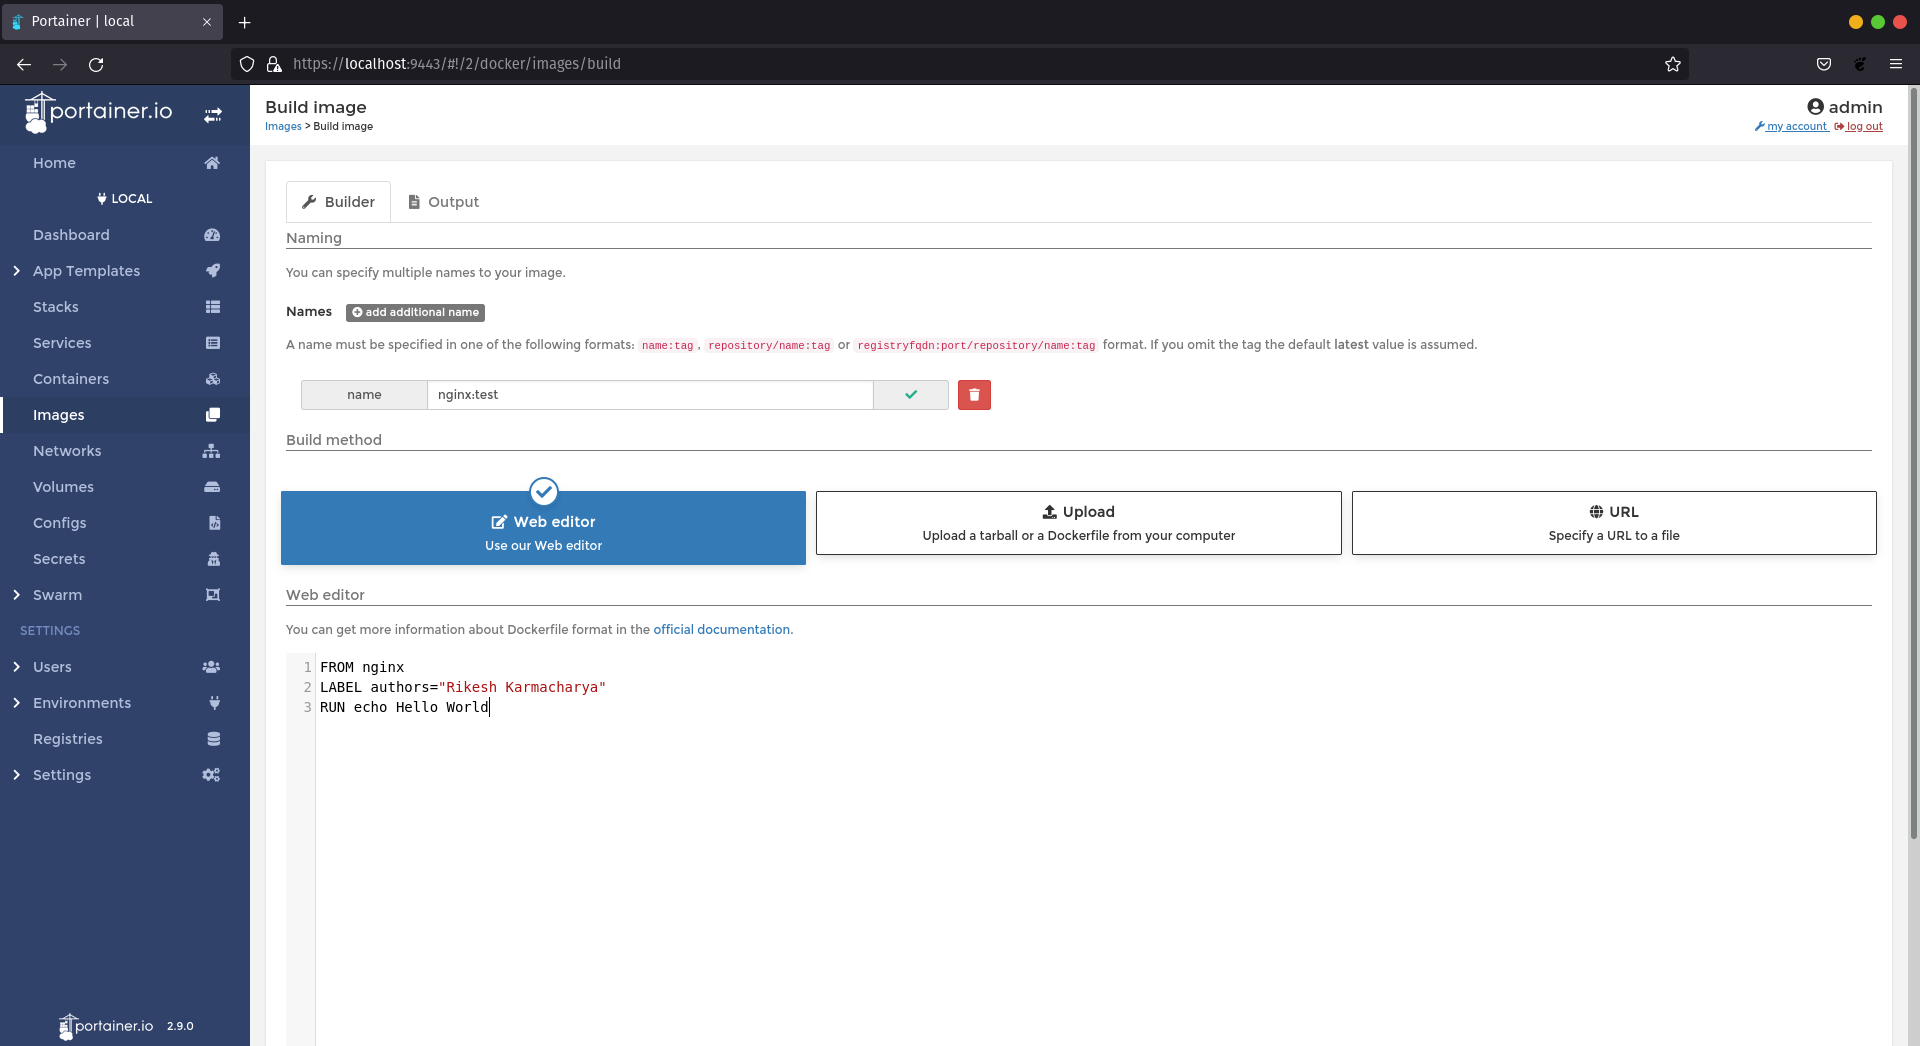 Portainer | local
https://localhost:9443/#!/2/docker/images/build
portainer.io
Home
LOCAL
Dashboard
App Templates
Stacks
Services
Containers
Images
Networks
Volumes
Configs
Secrets
Swarm
SETTINGS
Users
Environments
Registries
Settings
portainer.io 2.9.0
Build image
Images > Build image
admin
my account log out
Builder Output
Naming
You can specify multiple names to your image.
Names add additional name
A name must be specified in one of the following formats: name:tag, repository/name:tag or registryfqdn:port/repository/name:tag format. If you omit the tag the default latest value is assumed.
name nginx:test
Build method
Web editor
Use our Web editor
Upload
Upload a tarball or a Dockerfile from your computer
URL
Specify a URL to a file
Web editor
You can get more information about Dockerfile format in the official documentation.
1 FROM nginx
2 LABEL authors="Rikesh Karmacharya"
3 RUN echo Hello World